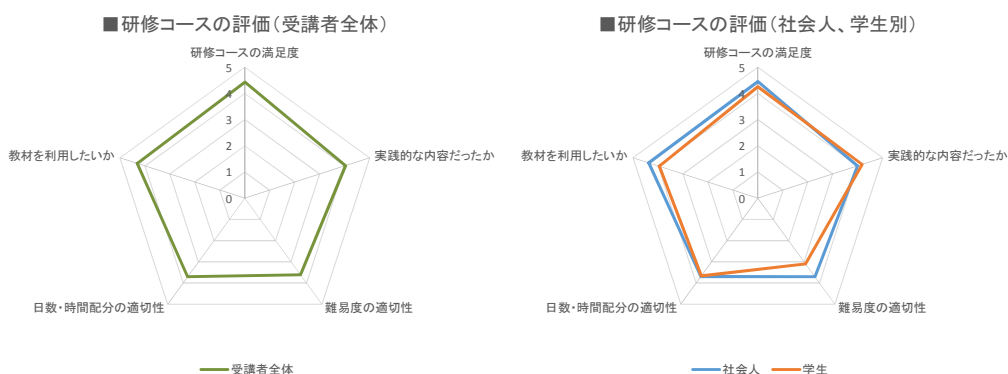 ■研修コースの評価(受講者全体)
研修コースの満足度
5
4
3
2
1
0
教材を利用したいか
実践的な内容だったか
日数・時間配分の適切性
難易度の適切性
受講者全体
■研修コースの評価(社会人、学生別)
研修コースの満足度
5
4
3
2
1
0
教材を利用したいか
実践的な内容だったか
日数・時間配分の適切性
難易度の適切性
社会人
学生